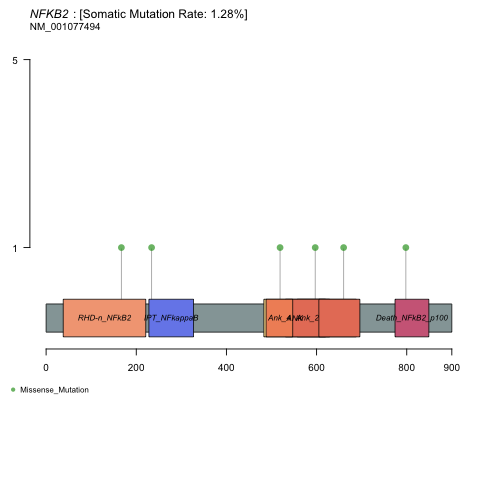 NFKB2 : [Somatic Mutation Rate: 1.28%]
NM_001077494
5
1
RHD-n_NFkB2 IPT_NFkappaB Ank_2 Death_NFkB2_p100
0 200 400 600 800 900
Missense_Mutation